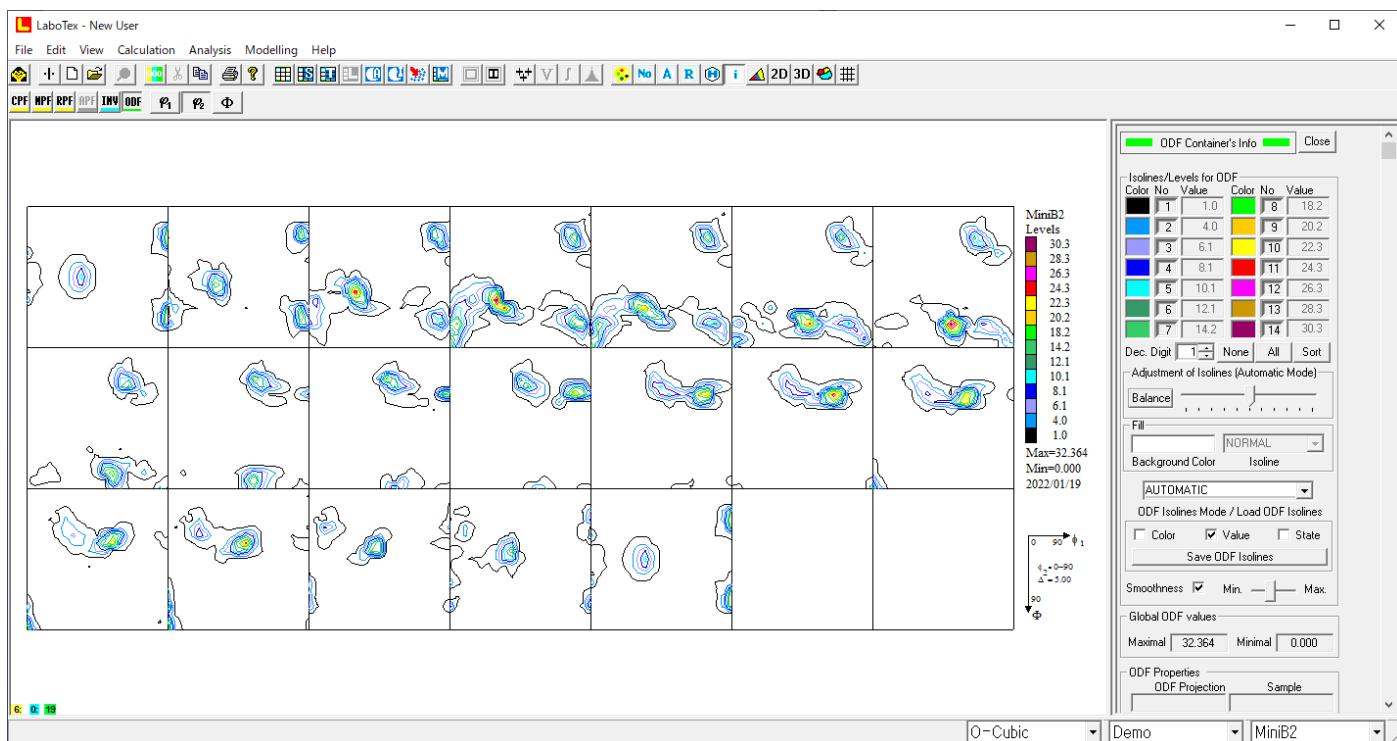 LaboTex - New User
File Edit View Calculation Analysis Modelling Help
No A R H i 2D 3D
CPF NPF RPF APF INV ODF φ1 φ2 Φ
ODF Container's Info Close
Isolines/Levels for ODF
Color No Value Color No Value
1 1.0 8 18.2
2 4.0 9 20.2
3 6.1 10 22.3
4 8.1 11 24.3
5 10.1 12 26.3
6 12.1 13 28.3
7 14.2 14 30.3
Dec. Digit 1 None All Sort
Adjustment of Isolines (Automatic Mode)
Balance
Fill
NORMAL
Background Color Isoline
AUTOMATIC
ODF Isolines Mode / Load ODF Isolines
Color Value State
Save ODF Isolines
Smoothness Min. Max.
Global ODF values
Maximal 32.364 Minimal 0.000
ODF Properties
ODF Projection Sample
MiniB2
Levels
30.3
28.3
26.3
24.3
22.3
20.2
18.2
14.2
12.1
10.1
8.1
6.1
4.0
1.0
Max=32.364
Min=0.000
2022/01/19
0 90 ϕ1
ϕ2=0-90
Δ=5.00
90
Φ
6: 0: 19
O-Cubic Demo MiniB2